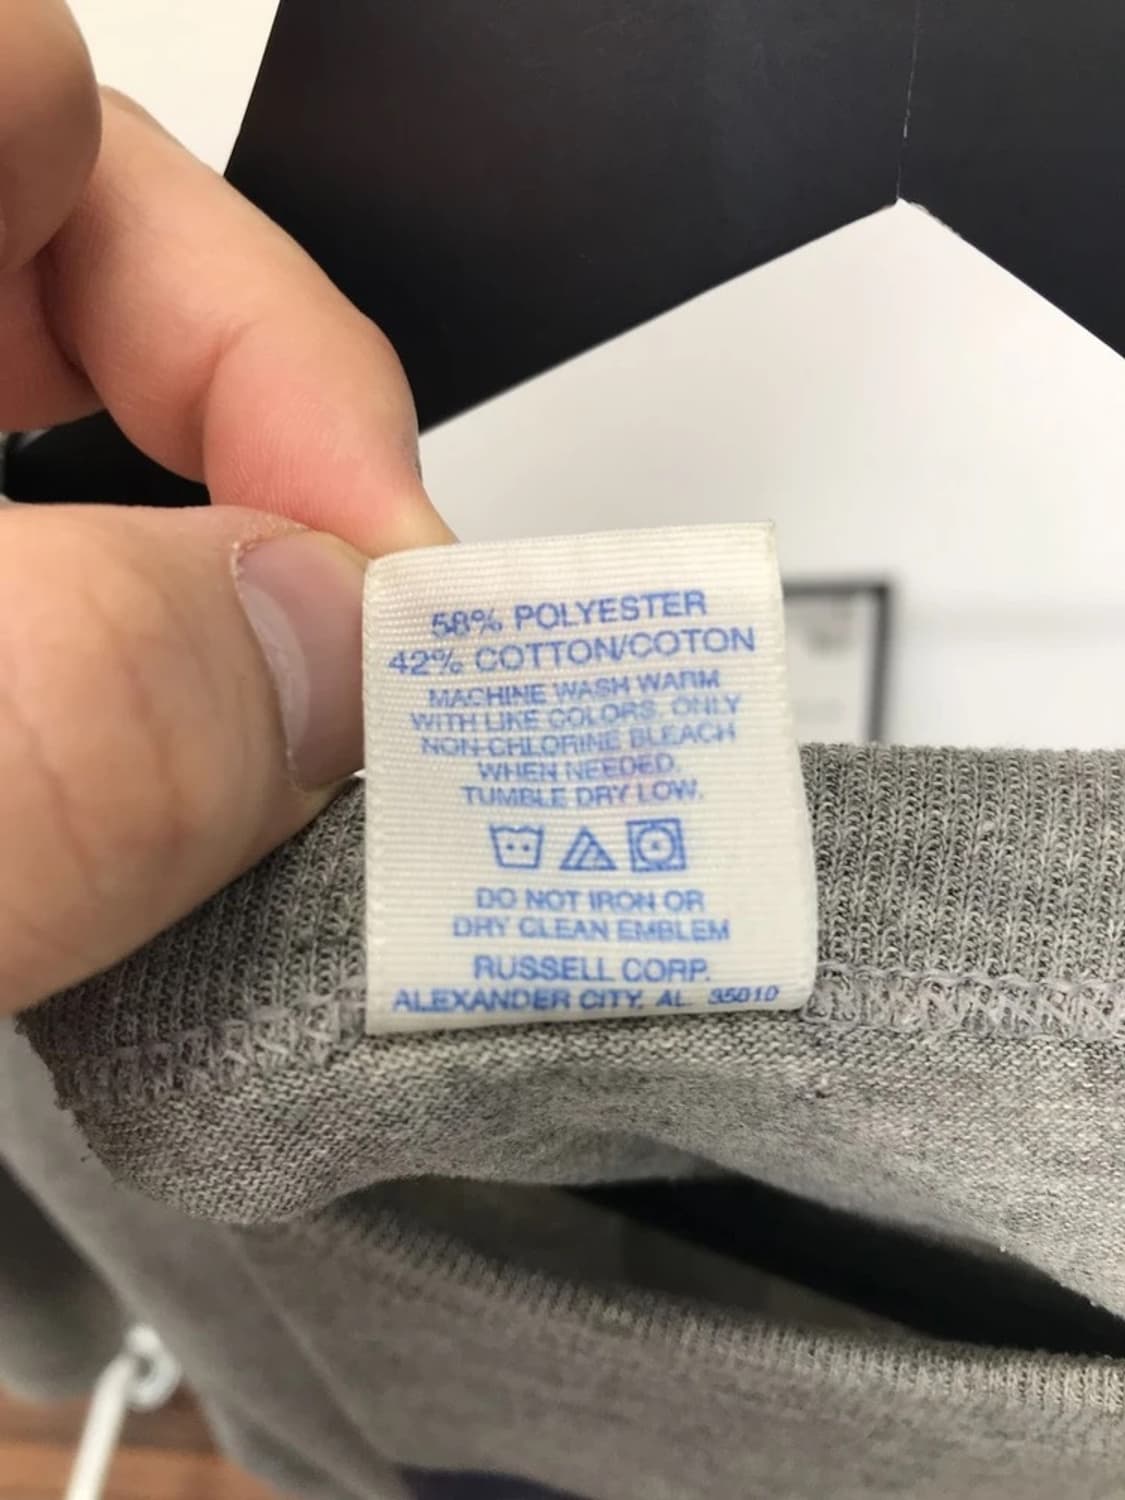 58% POLYESTER
42% COTTON/COTON
MACHINE WASH WARM
WITH LIKE COLORS. ONLY
NON-CHLORINE BLEACH
WHEN NEEDED.
TUMBLE DRY LOW.
DO NOT IRON OR
DRY CLEAN EMBLEM
RUSSELL CORP.
ALEXANDER CITY, AL 35010